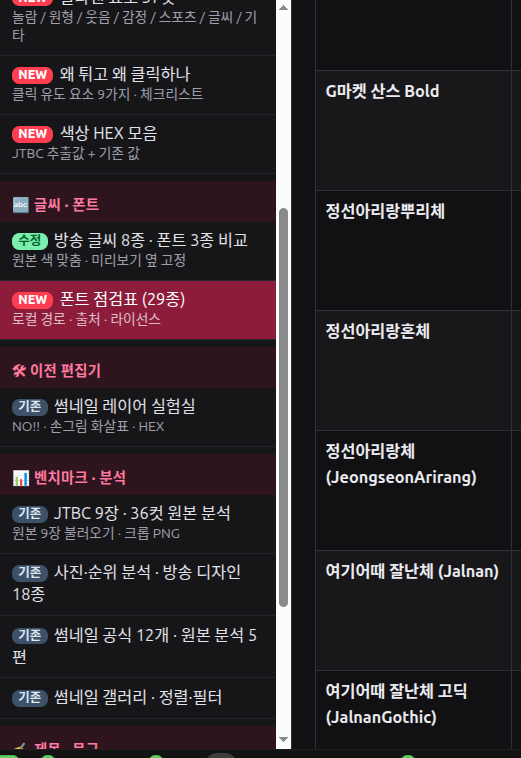 놀람 / 원형 / 웃음 / 감정 / 스포츠 / 글씨 / 기
타
NEW 왜 튀고 왜 클릭하나
클릭 유도 요소 9가지 · 체크리스트
NEW 색상 HEX 모음
JTBC 추출값 + 기존 값
🔤 글씨 · 폰트
수정 방송 글씨 8종 · 폰트 3종 비교
원본 색 맞춤 · 미리보기 옆 고정
NEW 폰트 점검표 (29종)
로컬 경로 · 출처 · 라이선스
🛠 이전 편집기
기존 썸네일 레이어 실험실
NO!! · 손그림 화살표 · HEX
📊 벤치마크 · 분석
기존 JTBC 9장 · 36컷 원본 분석
원본 9장 불러오기 · 크롭 PNG
기존 사진·순위 분석 · 방송 디자인
18종
기존 썸네일 공식 12개 · 원본 분석 5
편
기존 썸네일 갤러리 · 정렬·필터
G마켓 산스 Bold
정선아리랑뿌리체
정선아리랑혼체
정선아리랑체
(JeongseonArirang)
여기어때 잘난체 (Jalnan)
여기어때 잘난체 고딕
(JalnanGothic)